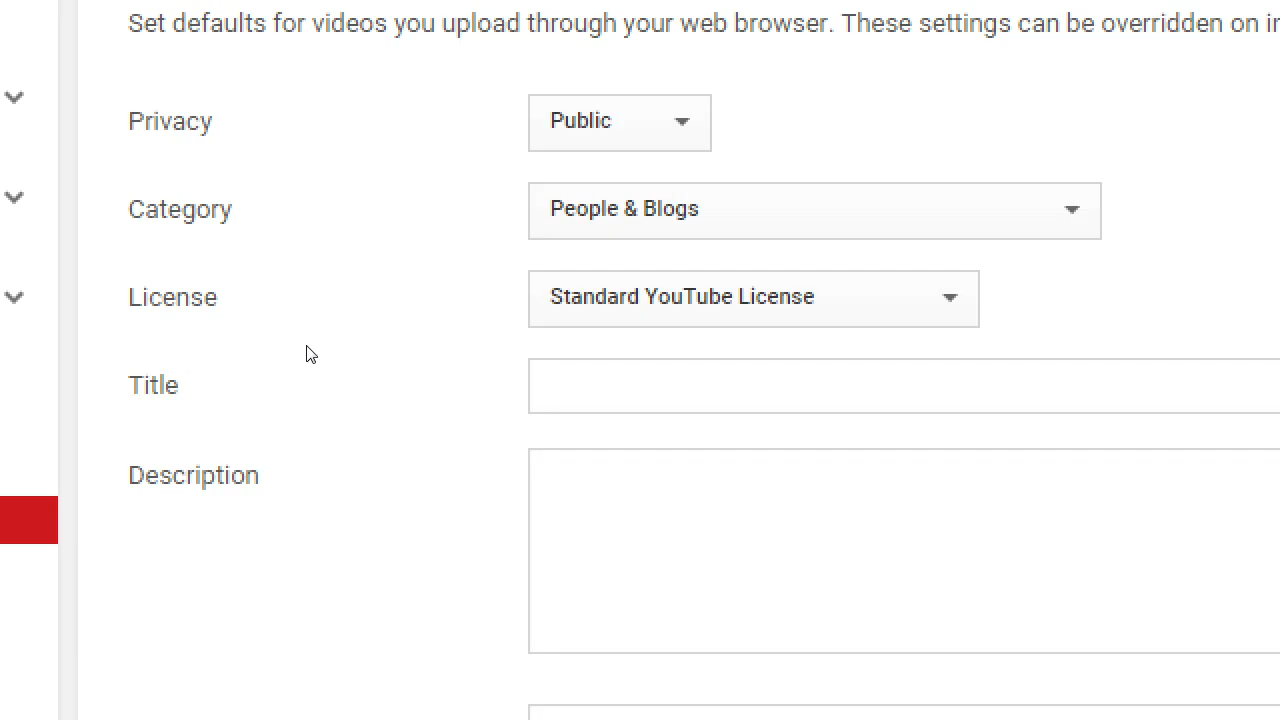 Set defaults for videos you upload through your web browser. These settings can be overridden on
Privacy
Public
Category
People & Blogs
License
Standard YouTube License
Title
Description